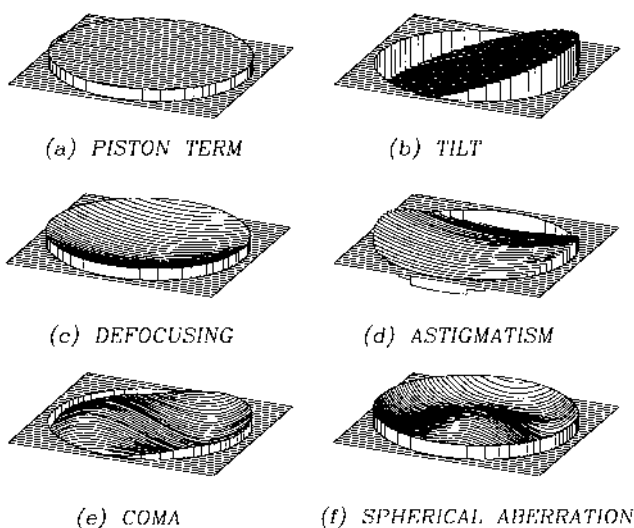 (a) PISTON TERM
(b) TILT
(c) DEFOCUSING
(d) ASTIGMATISM
(e) COMA
(f) SPHERICAL ABERRATION